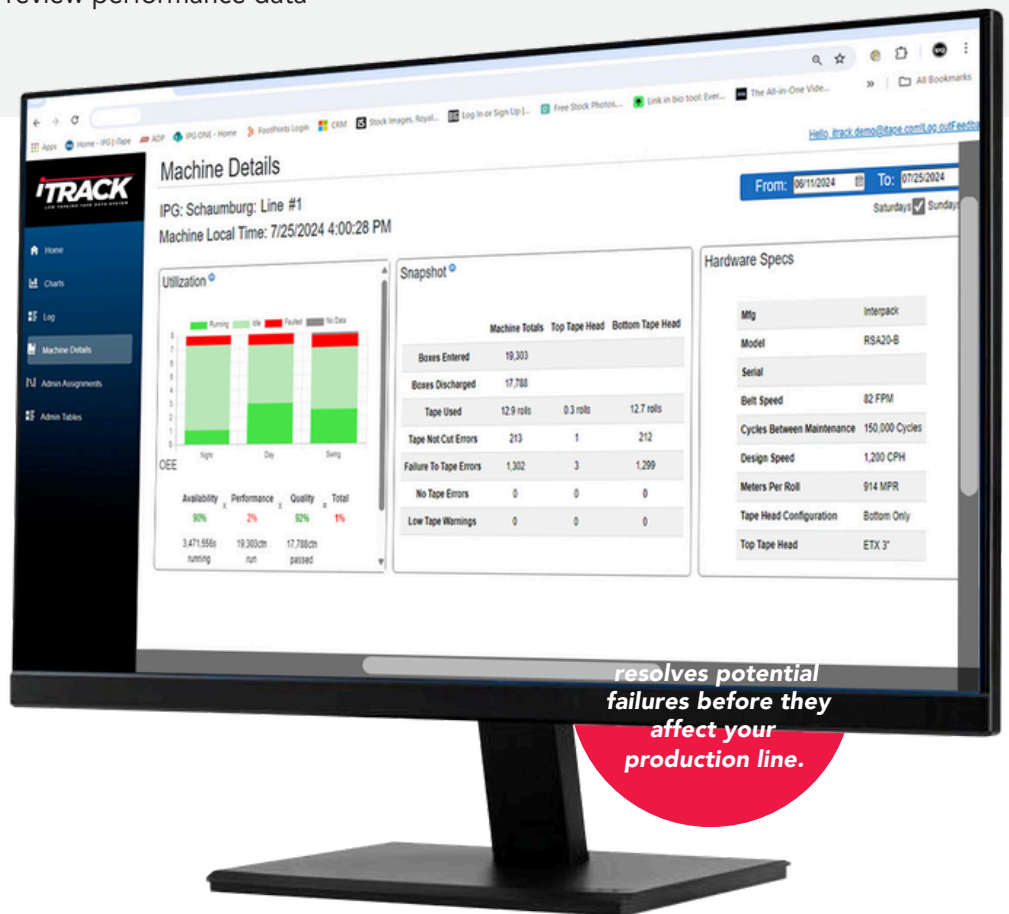 review performance data
All Bookmarks
Apps Home - IPG | iTape ADP IPG ONE - Home FootPrints Login CRM Stock Images, Royal... Log In or Sign Up |... Free Stock Photos,... Link in bio tool: Ever... The All-in-One Vide...
Hello, itrack.demo@itape.com!Log outFeedba
iTRACK
Home
Charts
Log
Machine Details
Admin Assignments
Admin Tables
Machine Details
IPG: Schaumburg: Line #1
Machine Local Time: 7/25/2024 4:00:28 PM
From: 06/11/2024 To: 07/25/2024
Saturdays Sundays
Utilization
Running Idle Faulted No Data
8
7
6
5
4
3
2
1
0
Night Day Swing
OEE
Availability x Performance x Quality = Total
90% 2% 92% 1%
3,471,556s 19,303ctn 17,788ctn
running run passed
Snapshot
Machine Totals Top Tape Head Bottom Tape Head
Boxes Entered 19,303
Boxes Discharged 17,788
Tape Used 12.9 rolls 0.3 rolls 12.7 rolls
Tape Not Cut Errors 213 1 212
Failure To Tape Errors 1,302 3 1,299
No Tape Errors 0 0 0
Low Tape Warnings 0 0 0
Hardware Specs
Mfg Interpack
Model RSA20-B
Serial
Belt Speed 82 FPM
Cycles Between Maintenance 150,000 Cycles
Design Speed 1,200 CPH
Meters Per Roll 914 MPR
Tape Head Configuration Bottom Only
Top Tape Head ETX 3"
resolves potential
failures before they
affect your
production line.